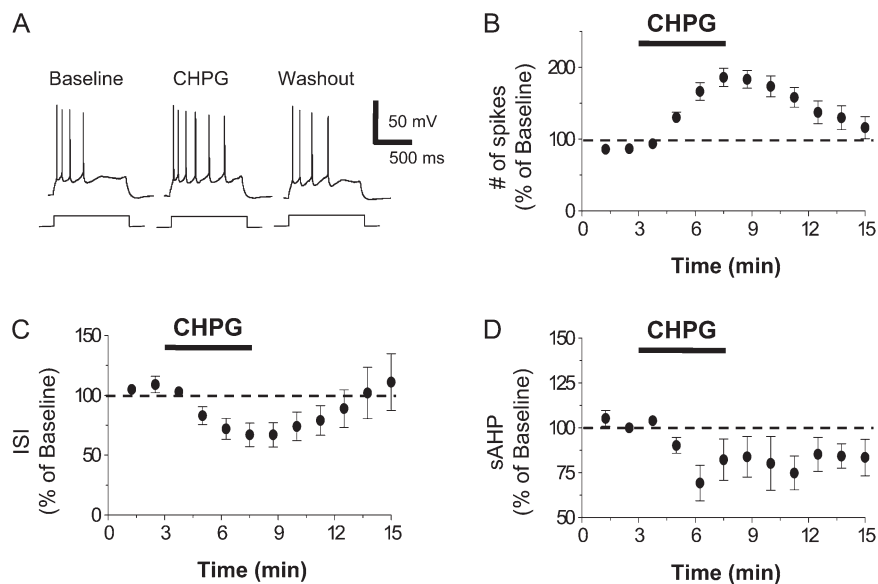 A
Baseline
CHPG
Washout
50 mV
500 ms
B
CHPG
# of spikes
(% of Baseline)
200
100
0
0 3 6 9 12 15
Time (min)
C
CHPG
ISI
(% of Baseline)
150
100
50
0
0 3 6 9 12 15
Time (min)
D
CHPG
sAHP
(% of Baseline)
150
125
100
75
50
0 3 6 9 12 15
Time (min)